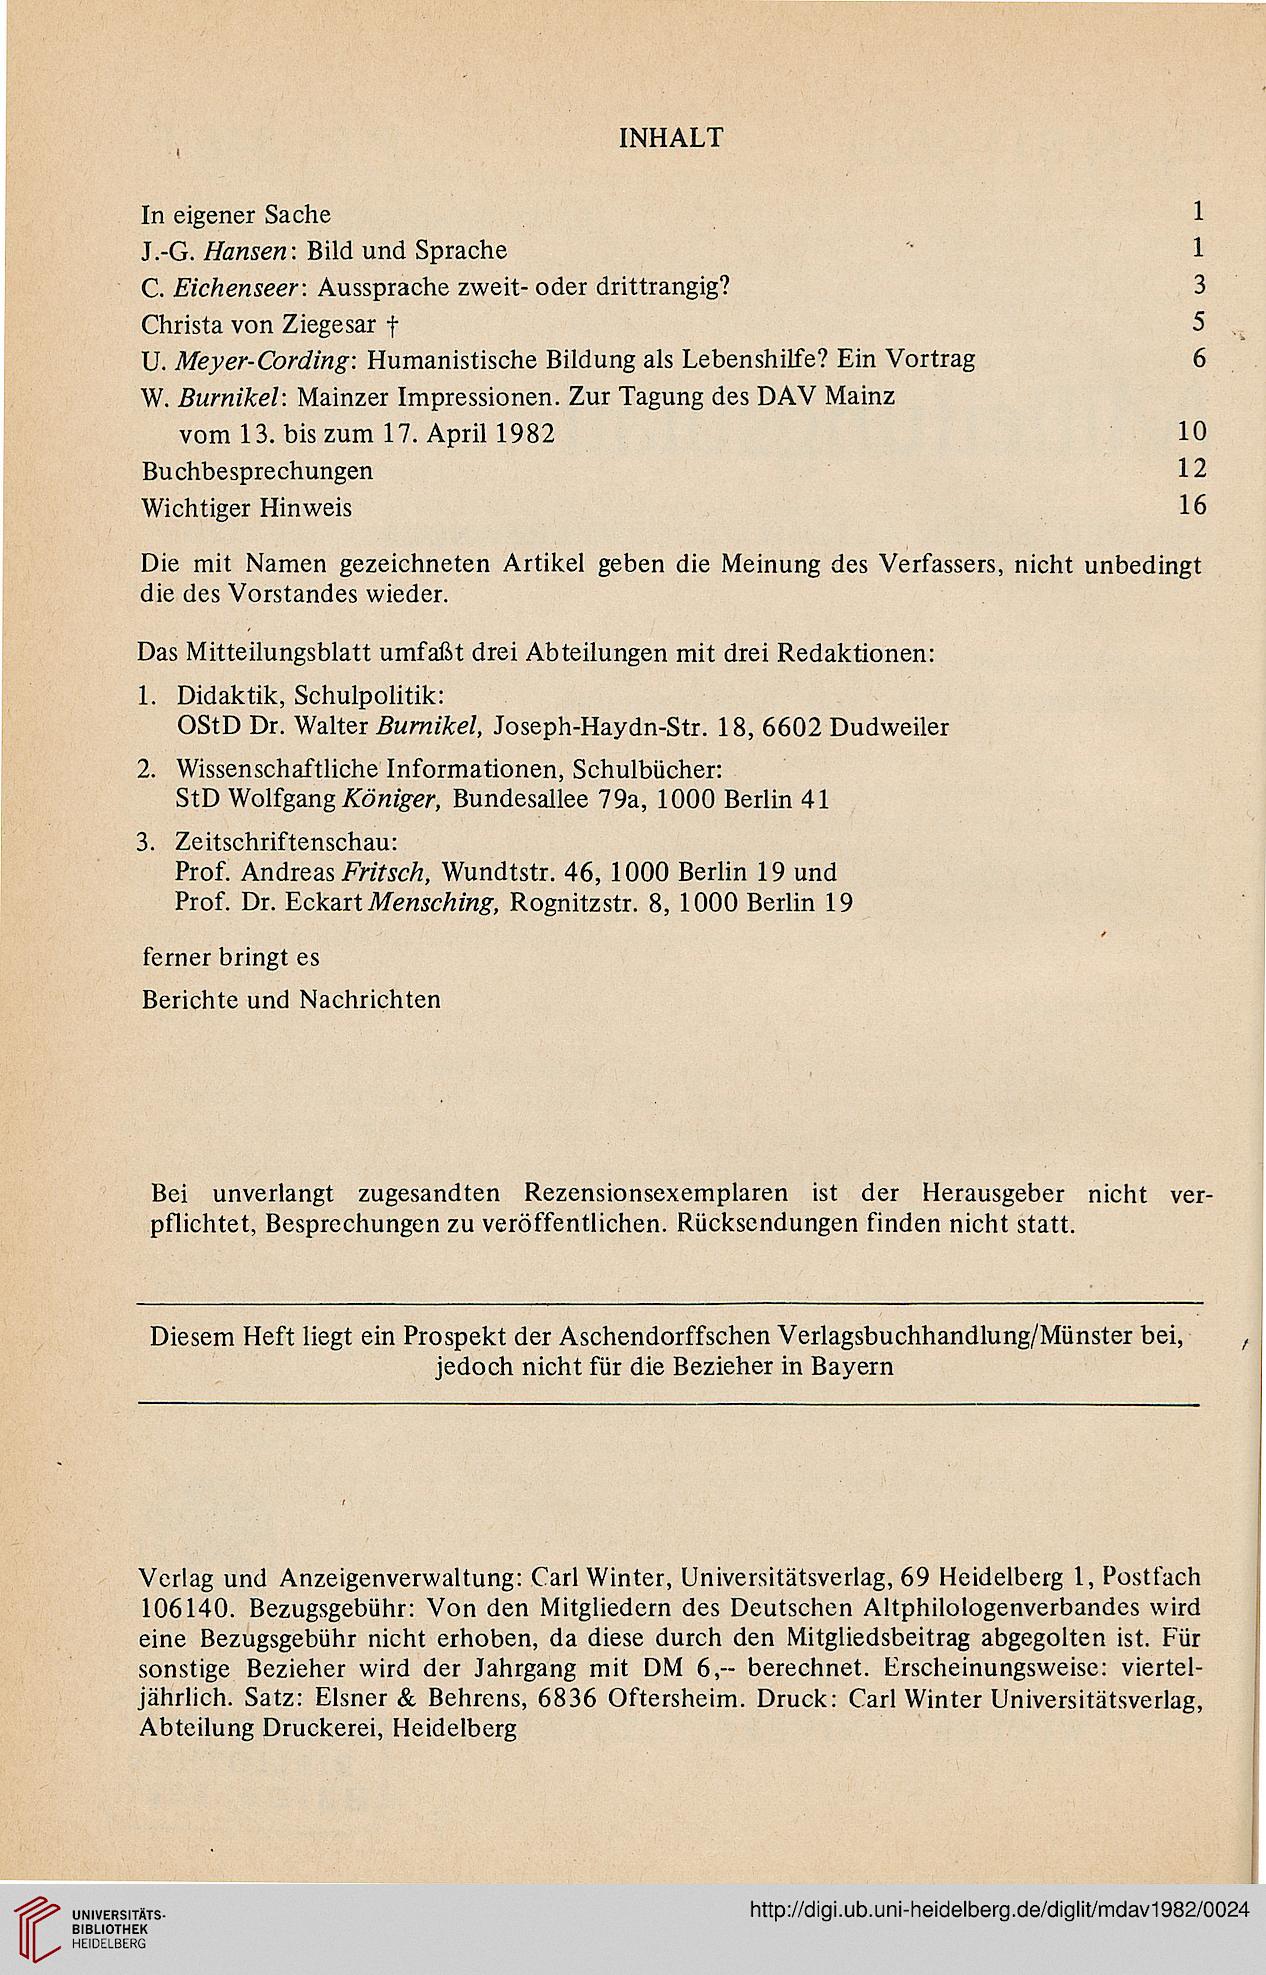 INHALT
In eigener Sache 1
J.-G. Hansen: Bild und Sprache 1
C. Eichenseer: Aussprache zweit- oder drittrangig? 3
Christa von Ziegesar † 5
U. Meyer-Cording: Humanistische Bildung als Lebenshilfe? Ein Vortrag 6
W. Burnikel: Mainzer Impressionen. Zur Tagung des DAV Mainz
vom 13. bis zum 17. April 1982 10
Buchbesprechungen 12
Wichtiger Hinweis 16
Die mit Namen gezeichneten Artikel geben die Meinung des Verfassers, nicht unbedingt
die des Vorstandes wieder.
Das Mitteilungsblatt umfaßt drei Abteilungen mit drei Redaktionen:
1. Didaktik, Schulpolitik:
OStD Dr. Walter Burnikel, Joseph-Haydn-Str. 18, 6602 Dudweiler
2. Wissenschaftliche Informationen, Schulbücher:
StD Wolfgang Königer, Bundesallee 79a, 1000 Berlin 41
3. Zeitschriftenschau:
Prof. Andreas Fritsch, Wundtstr. 46, 1000 Berlin 19 und
Prof. Dr. Eckart Mensching, Rognitzstr. 8, 1000 Berlin 19
ferner bringt es
Berichte und Nachrichten
Bei unverlangt zugesandten Rezensionsexemplaren ist der Herausgeber nicht ver-
pflichtet, Besprechungen zu veröffentlichen. Rücksendungen finden nicht statt.
Diesem Heft liegt ein Prospekt der Aschendorffschen Verlagsbuchhandlung/Münster bei,
jedoch nicht für die Bezieher in Bayern
Verlag und Anzeigenverwaltung: Carl Winter, Universitätsverlag, 69 Heidelberg 1, Postfach
106140. Bezugsgebühr: Von den Mitgliedern des Deutschen Altphilologenverbandes wird
eine Bezugsgebühr nicht erhoben, da diese durch den Mitgliedsbeitrag abgegolten ist. Für
sonstige Bezieher wird der Jahrgang mit DM 6,-- berechnet. Erscheinungsweise: viertel-
jährlich. Satz: Elsner & Behrens, 6836 Oftersheim. Druck: Carl Winter Universitätsverlag,
Abteilung Druckerei, Heidelberg
UNIVERSITÄTS-
BIBLIOTHEK
HEIDELBERG
http://digi.ub.uni-heidelberg.de/diglit/mdav1982/0024